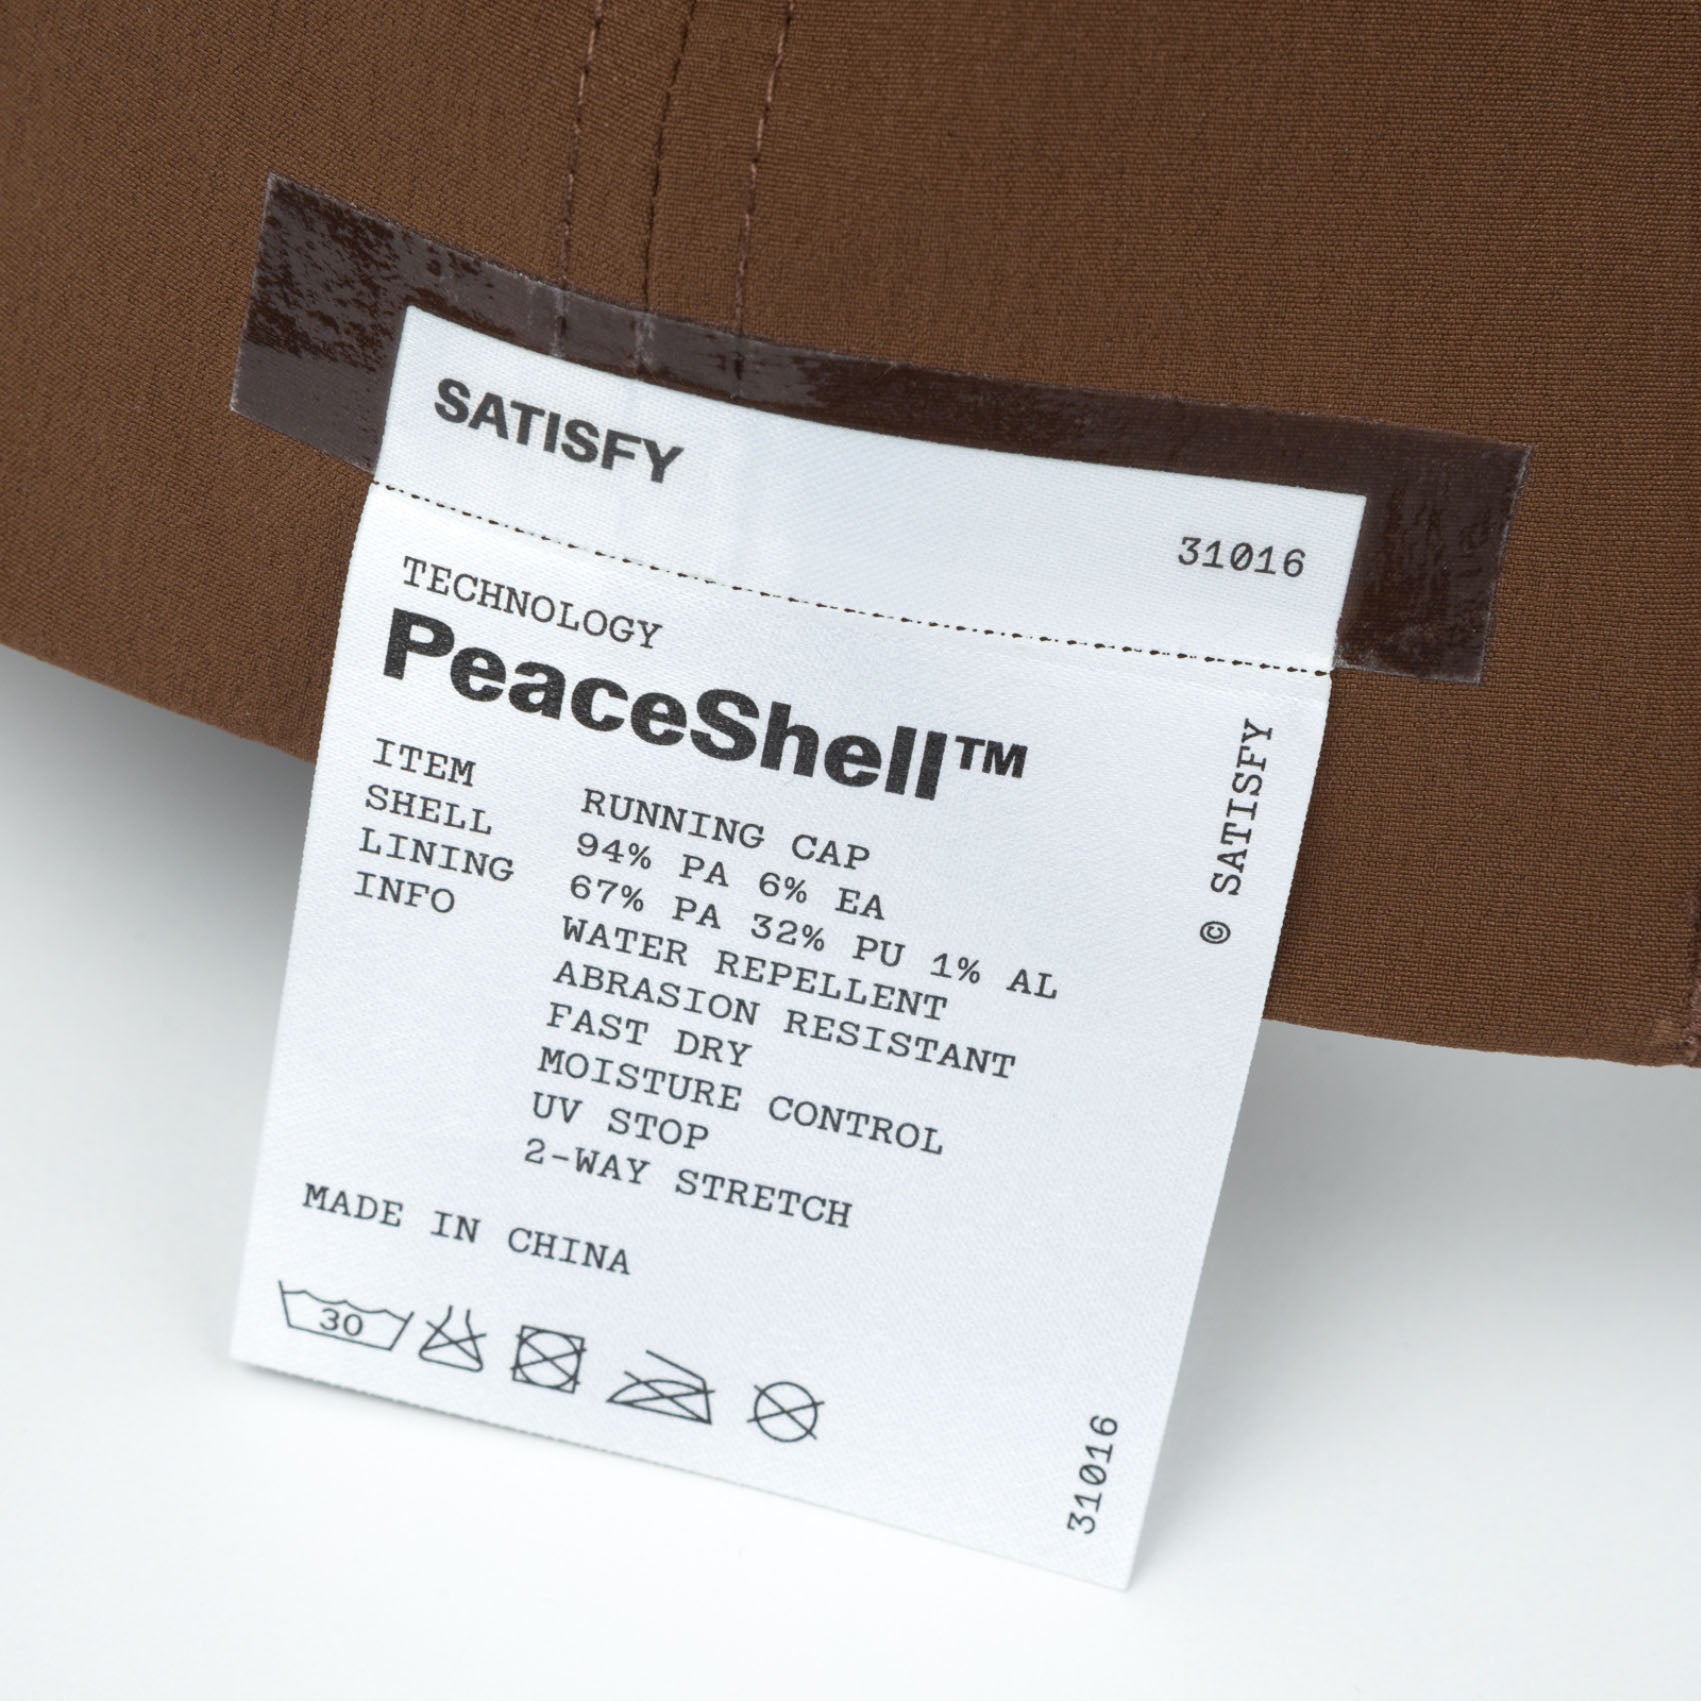 SATISFY
31016
TECHNOLOGY
PeaceShell™
ITEM RUNNING CAP
SHELL 94% PA 6% EA
LINING 67% PA 32% PU 1% AL
INFO WATER REPELLENT
ABRASION RESISTANT
FAST DRY
MOISTURE CONTROL
UV STOP
2-WAY STRETCH
MADE IN CHINA
30
© SATISFY
31016